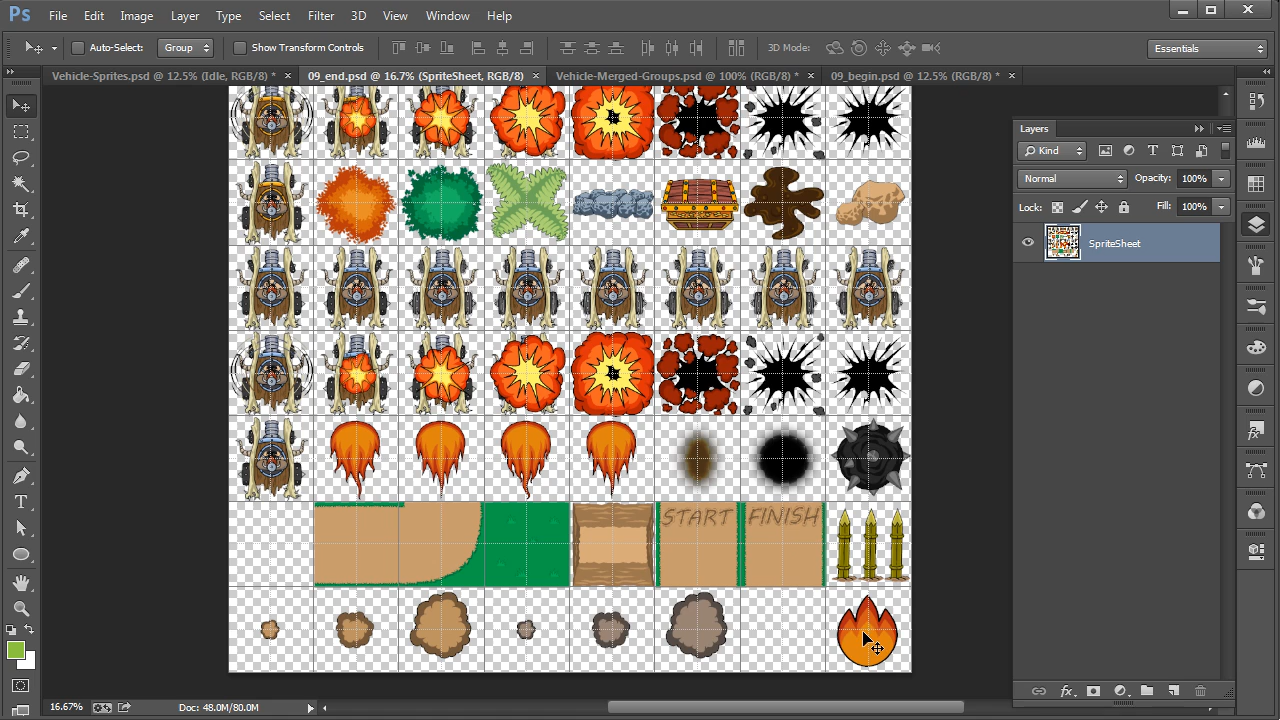 Ps File Edit Image Layer Type Select Filter 3D View Window Help
Auto-Select: Group Show Transform Controls 3D Mode: Essentials
Vehicle-Sprites.psd @ 12.5% (Idle, RGB/8) * × 09_end.psd @ 16.7% (SpriteSheet, RGB/8) × Vehicle-Merged-Groups.psd @ 100% (RGB/8) * × 09_begin.psd @ 12.5% (RGB/8) * ×
Layers
Kind
Normal Opacity: 100%
Lock: Fill: 100%
SpriteSheet
START FINISH
16.67% Doc: 48.0M/80.0M